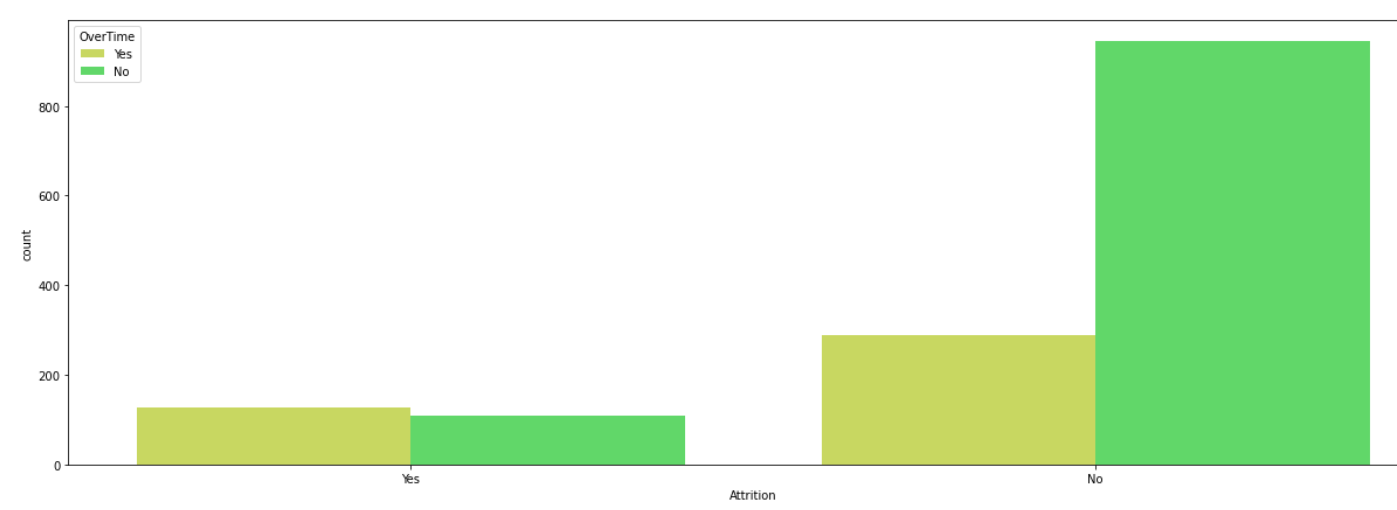 OverTime
Yes
No
800
600
400
200
0
count
Yes
No
Attrition